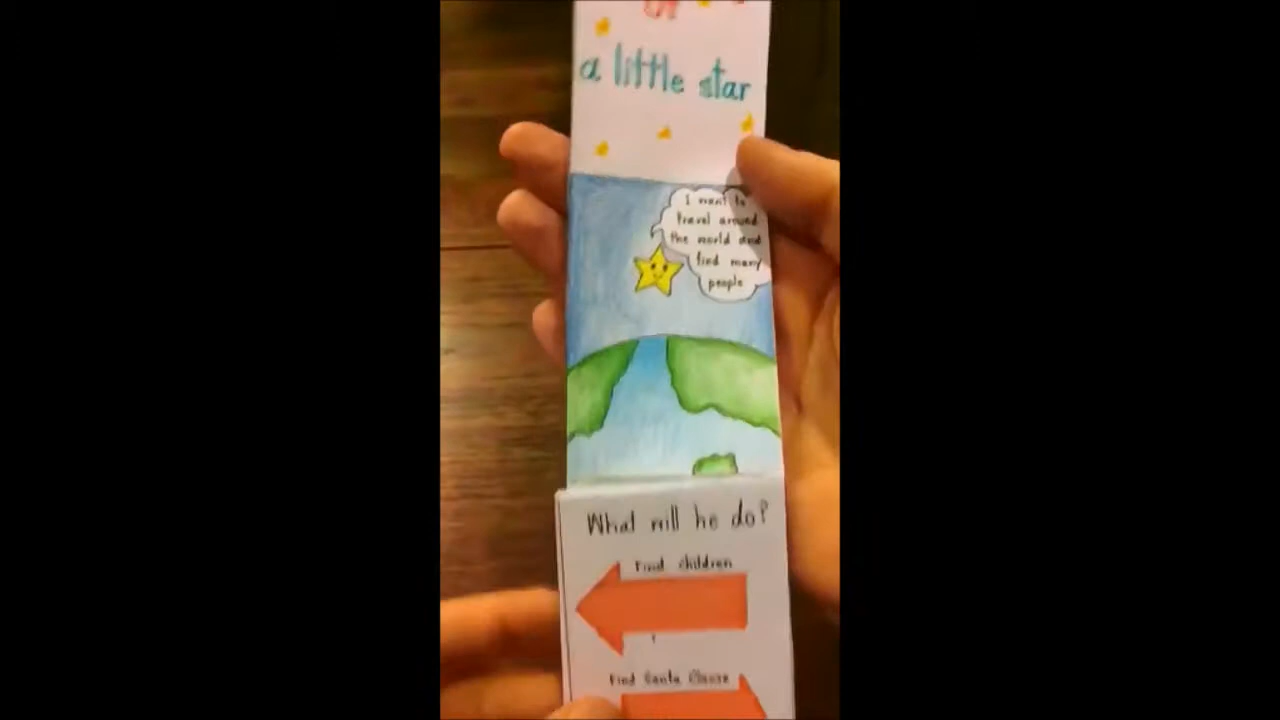 a little star
I want to
travel around
the world and
find many
people
What will he do?
Find children
Find Santa Clause